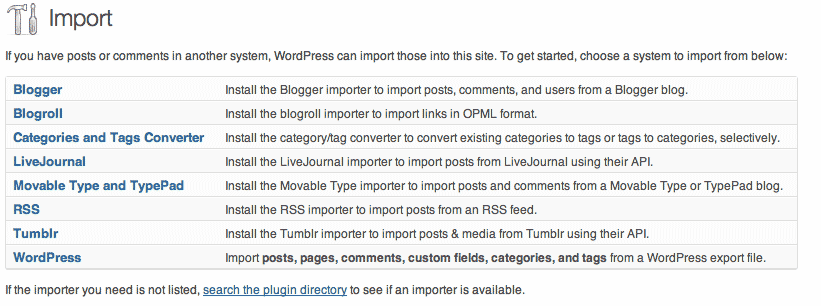 Import
If you have posts or comments in another system, WordPress can import those into this site. To get started, choose a system to import from below:
Blogger Install the Blogger importer to import posts, comments, and users from a Blogger blog.
Blogroll Install the blogroll importer to import links in OPML format.
Categories and Tags Converter Install the category/tag converter to convert existing categories to tags or tags to categories, selectively.
LiveJournal Install the LiveJournal importer to import posts from LiveJournal using their API.
Movable Type and TypePad Install the Movable Type importer to import posts and comments from a Movable Type or TypePad blog.
RSS Install the RSS importer to import posts from an RSS feed.
Tumblr Install the Tumblr importer to import posts & media from Tumblr using their API.
WordPress Import posts, pages, comments, custom fields, categories, and tags from a WordPress export file.
If the importer you need is not listed, search the plugin directory to see if an importer is available.